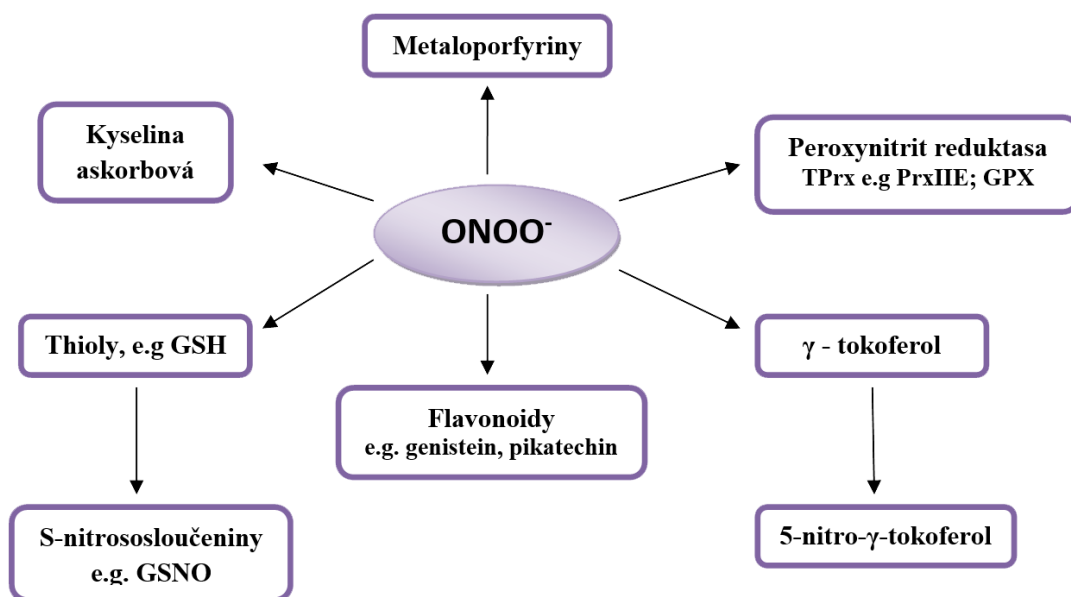 Metaloporfyriny
Kyselina
askorbová
Peroxynitrit reduktasa
TPrx e.g PrxIIE; GPX
ONOO⁻
Thioly, e.g GSH
γ - tokoferol
Flavonoidy
e.g. genistein, pikatechin
S-nitrososloučeniny
e.g. GSNO
5-nitro-γ-tokoferol